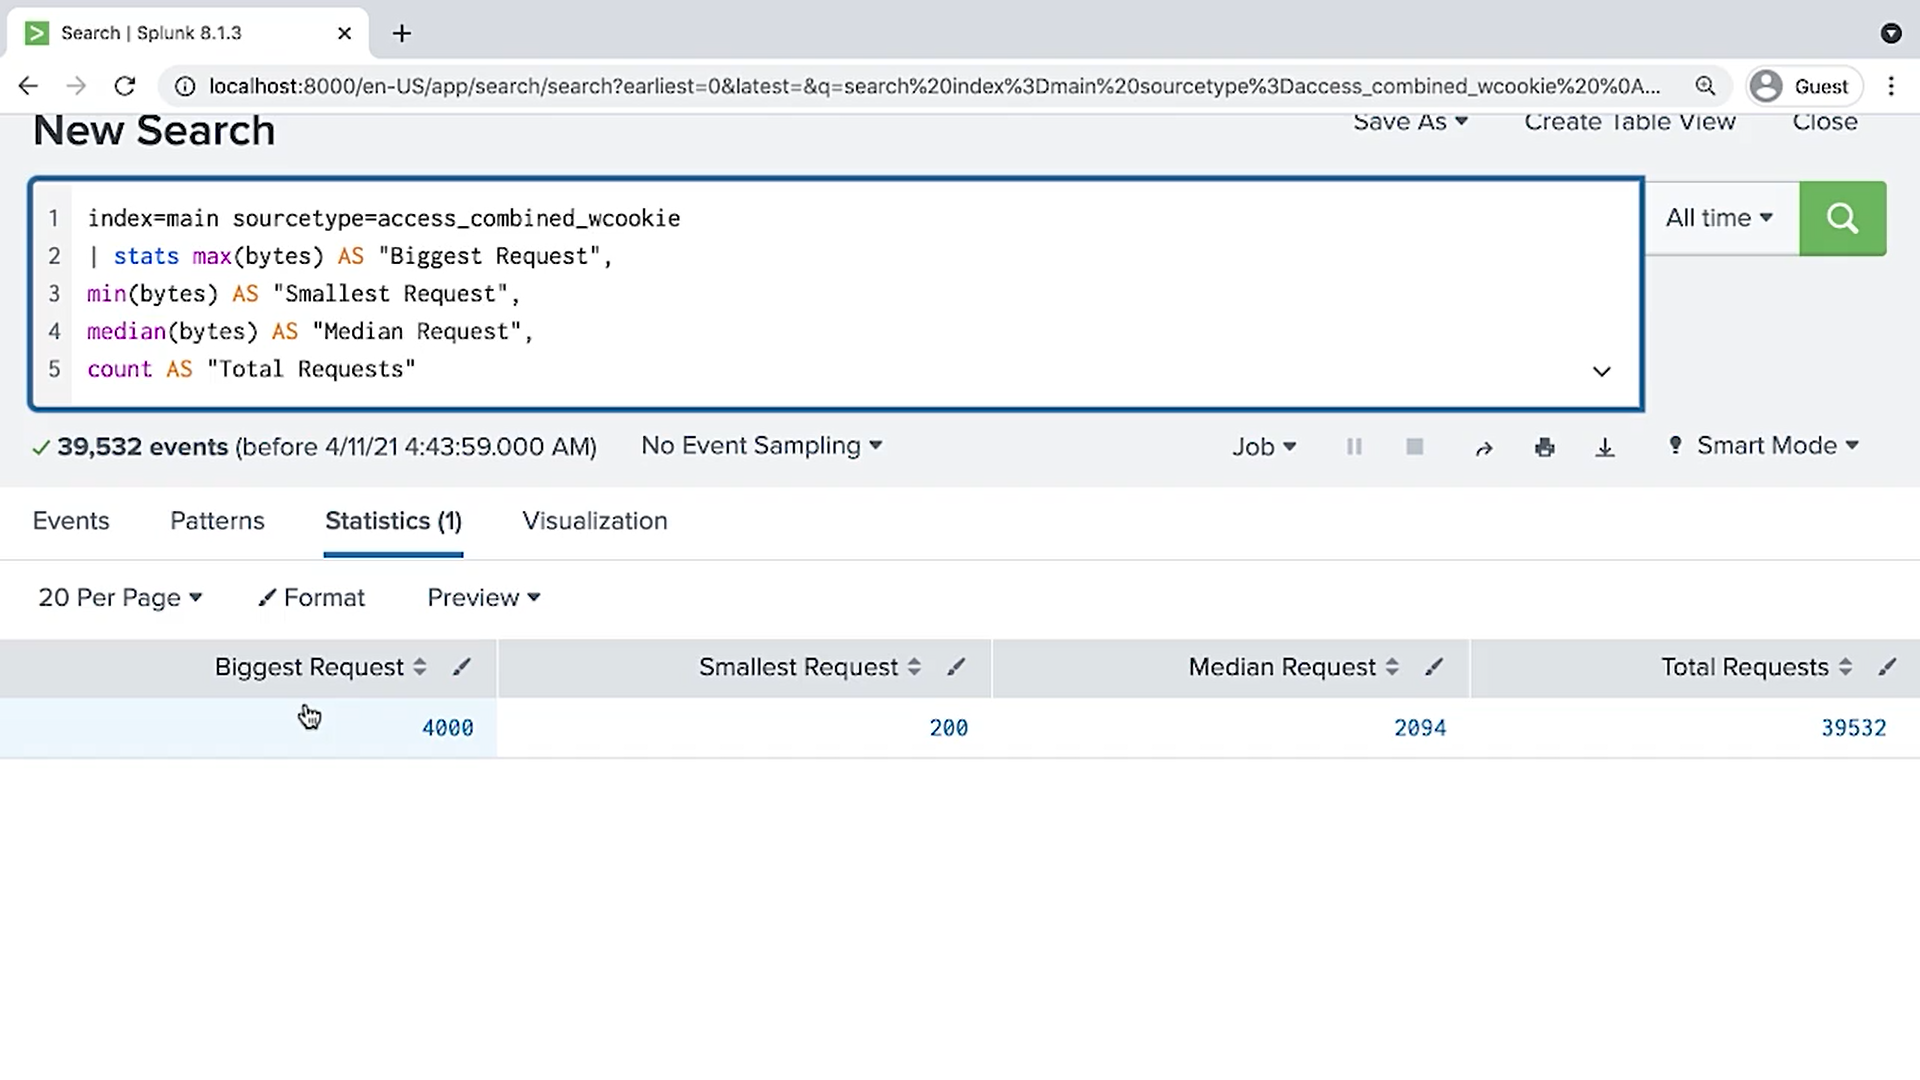 Search | Splunk 8.1.3
localhost:8000/en-US/app/search/search?earliest=0&latest=&q=search%20index%3Dmain%20sourcetype%3Daccess_combined_wcookie%20%0A...
Guest
New Search
Save As
Create Table View
Close
1 index=main sourcetype=access_combined_wcookie
2 | stats max(bytes) AS "Biggest Request",
3 min(bytes) AS "Smallest Request",
4 median(bytes) AS "Median Request",
5 count AS "Total Requests"
All time
39,532 events (before 4/11/21 4:43:59.000 AM)
No Event Sampling
Job
Smart Mode
Events
Patterns
Statistics (1)
Visualization
20 Per Page
Format
Preview
Biggest Request
Smallest Request
Median Request
Total Requests
4000
200
2094
39532